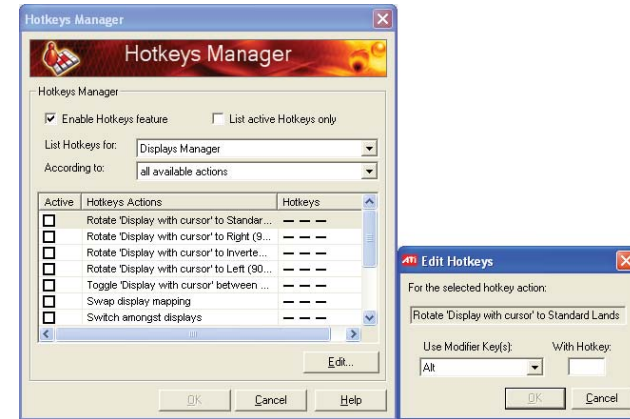 Hotkeys Manager
Hotkeys Manager
Hotkeys Manager
Enable Hotkeys feature
List active Hotkeys only
List Hotkeys for:
Displays Manager
According to:
all available actions
Active Hotkeys Actions Hotkeys
Rotate 'Display with cursor' to Standar... — — —
Rotate 'Display with cursor' to Right (9... — — —
Rotate 'Display with cursor' to Inverte... — — —
Rotate 'Display with cursor' to Left (90... — — —
Toggle 'Display with cursor' between ... — — —
Swap display mapping — — —
Switch amongst displays — — —
Edit...
OK Cancel Help
ATI Edit Hotkeys
For the selected hotkey action:
Rotate 'Display with cursor' to Standard Lands
Use Modifier Key(s): With Hotkey:
Alt
OK Cancel